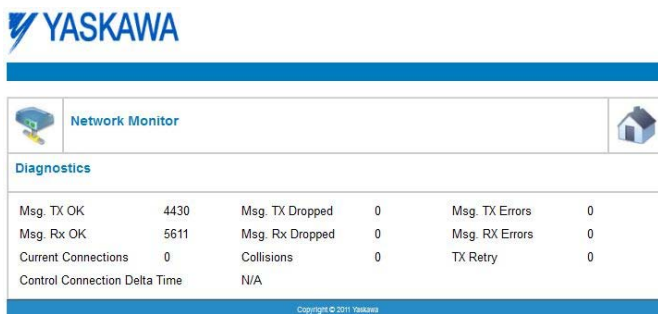 YASKAWA
Network Monitor
Diagnostics
Msg. TX OK 4430 Msg. TX Dropped 0 Msg. TX Errors 0
Msg. Rx OK 5611 Msg. Rx Dropped 0 Msg. RX Errors 0
Current Connections 0 Collisions 0 TX Retry 0
Control Connection Delta Time N/A
Copyright © 2011 Yaskawa